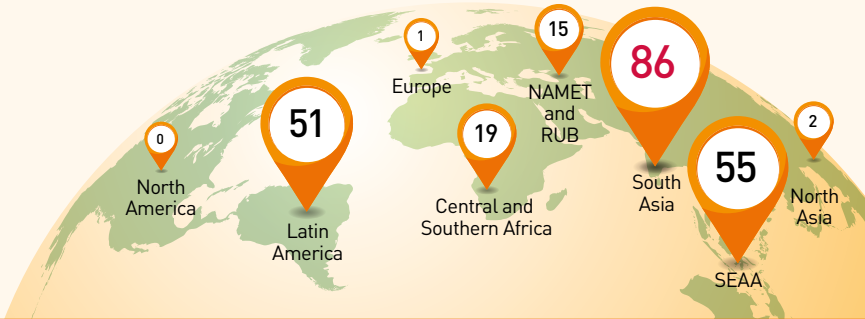 0
North
America
51
Latin
America
1
Europe
19
Central and
Southern Africa
15
NAMET
and
RUB
86
South
Asia
55
SEAA
2
North
Asia